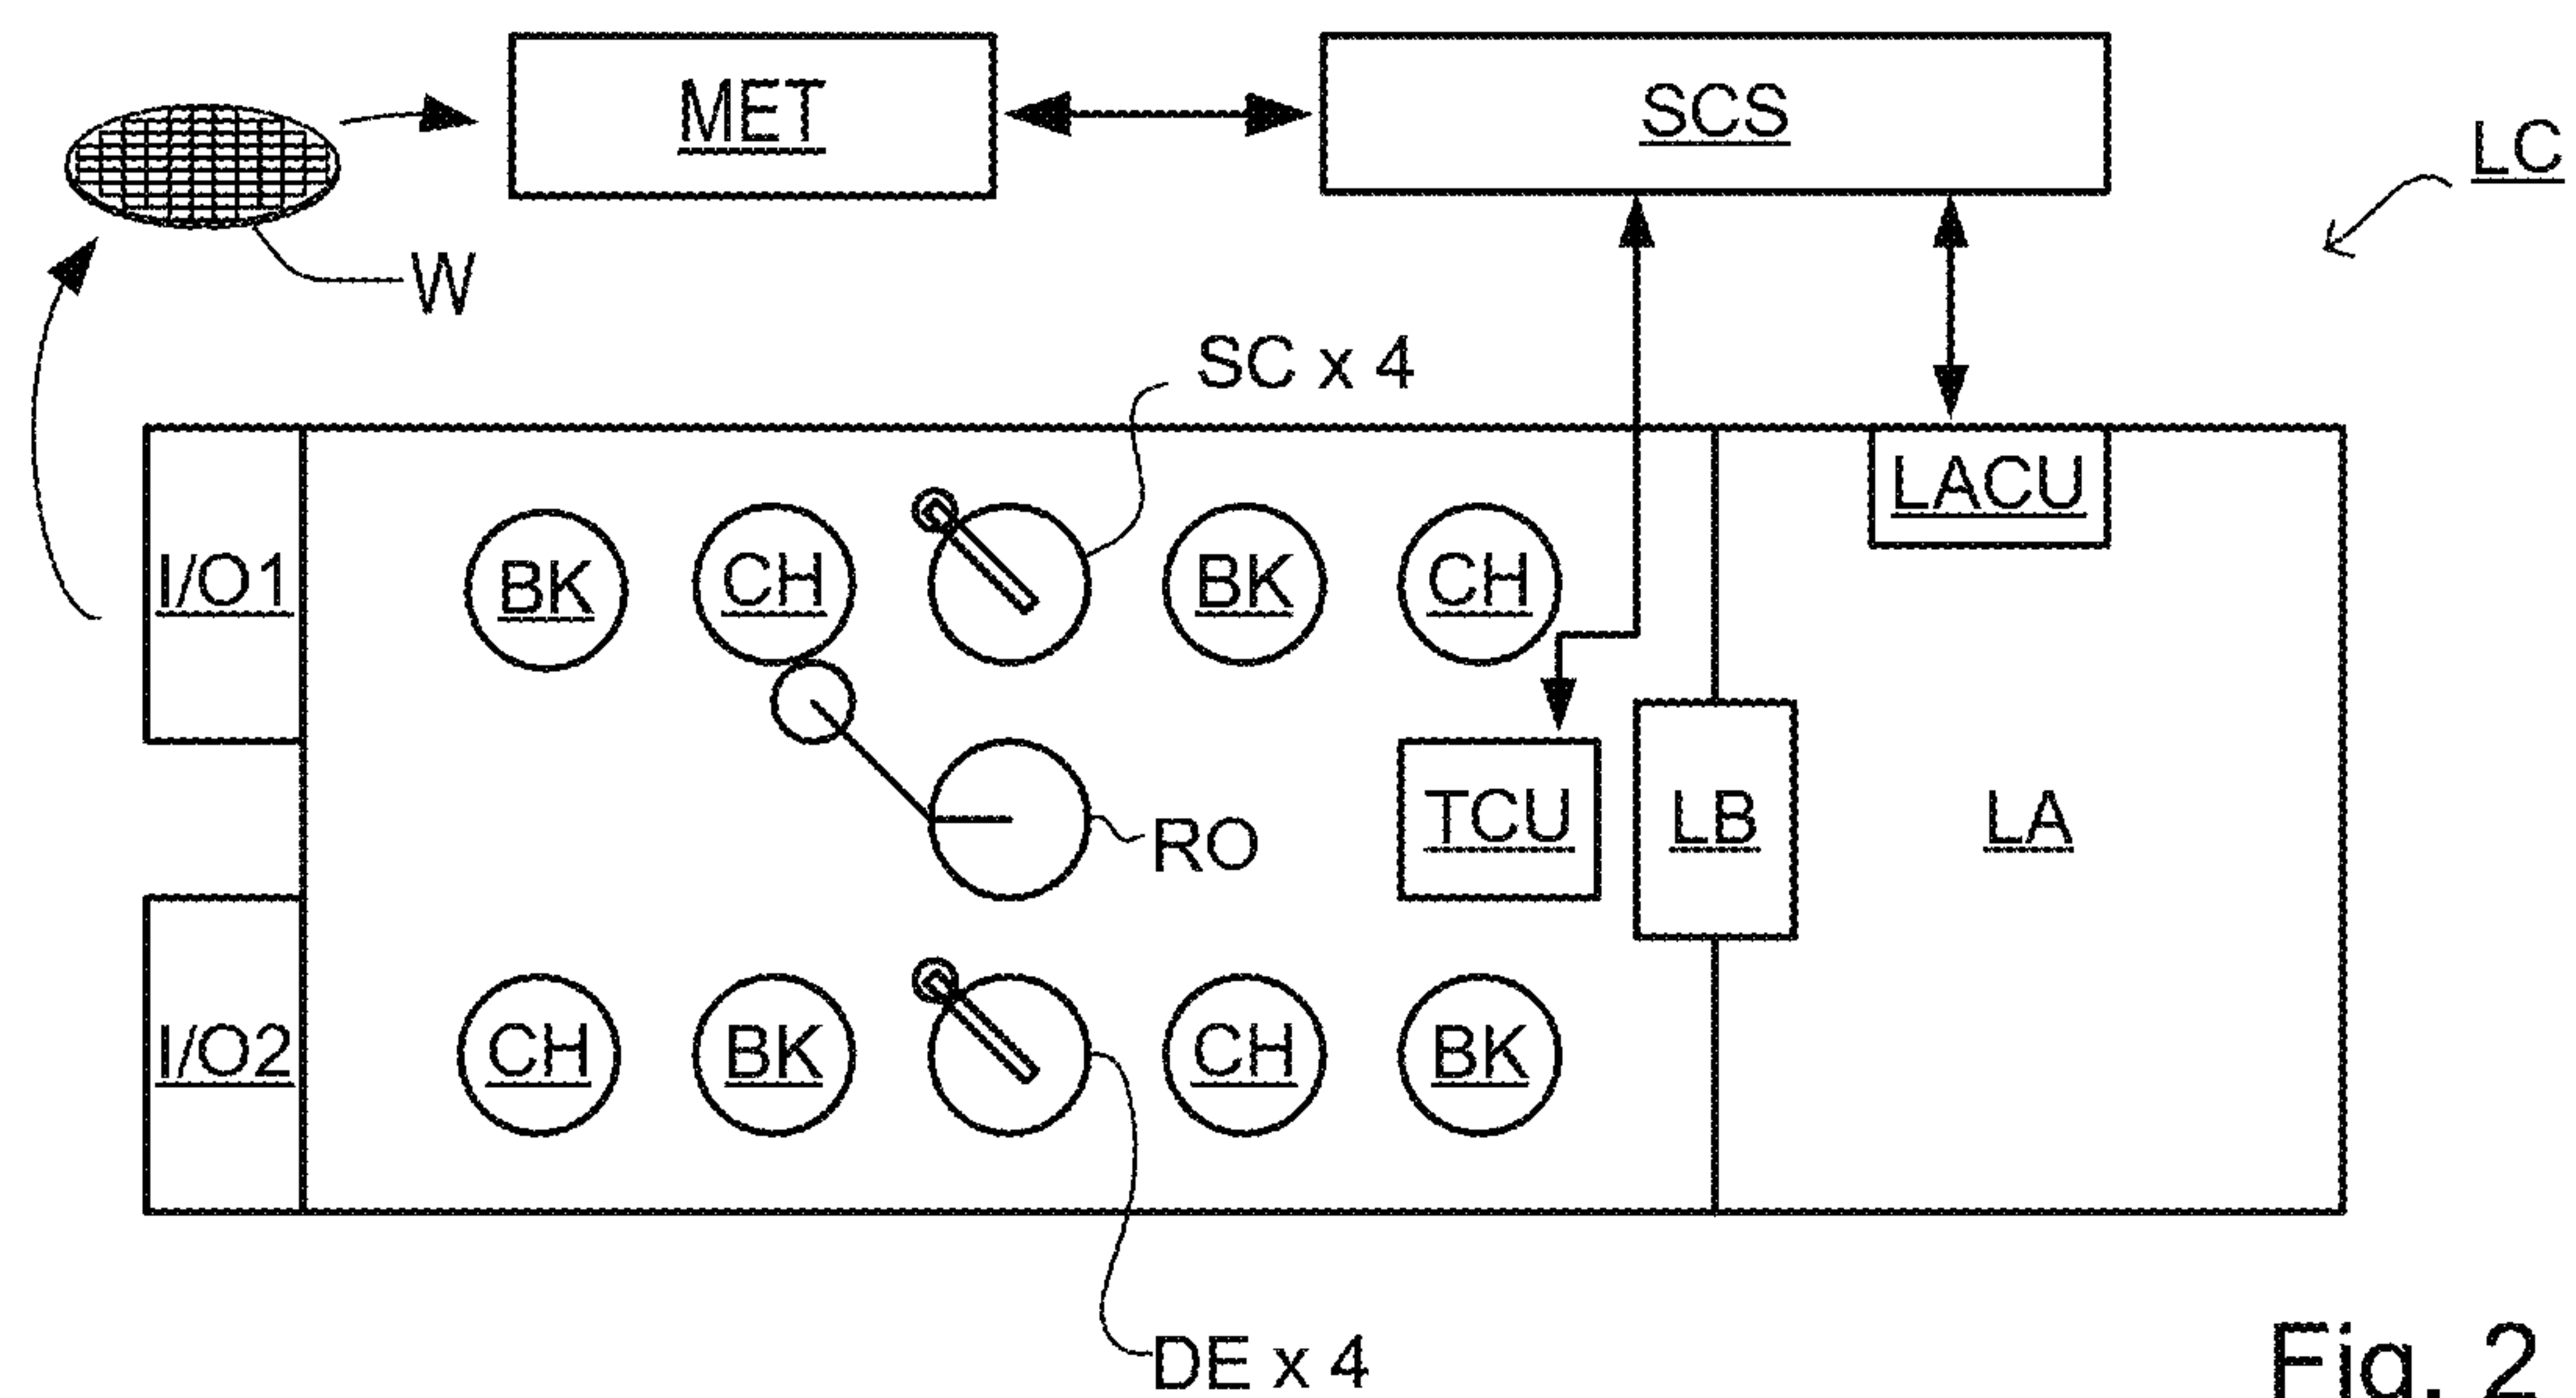 MET
SCS
LC
W
SC x 4
LACU
I/O1
BK
CH
BK
CH
RO
TCU
LB
LA
I/O2
CH
BK
CH
BK
DE x 4
Fig. 2